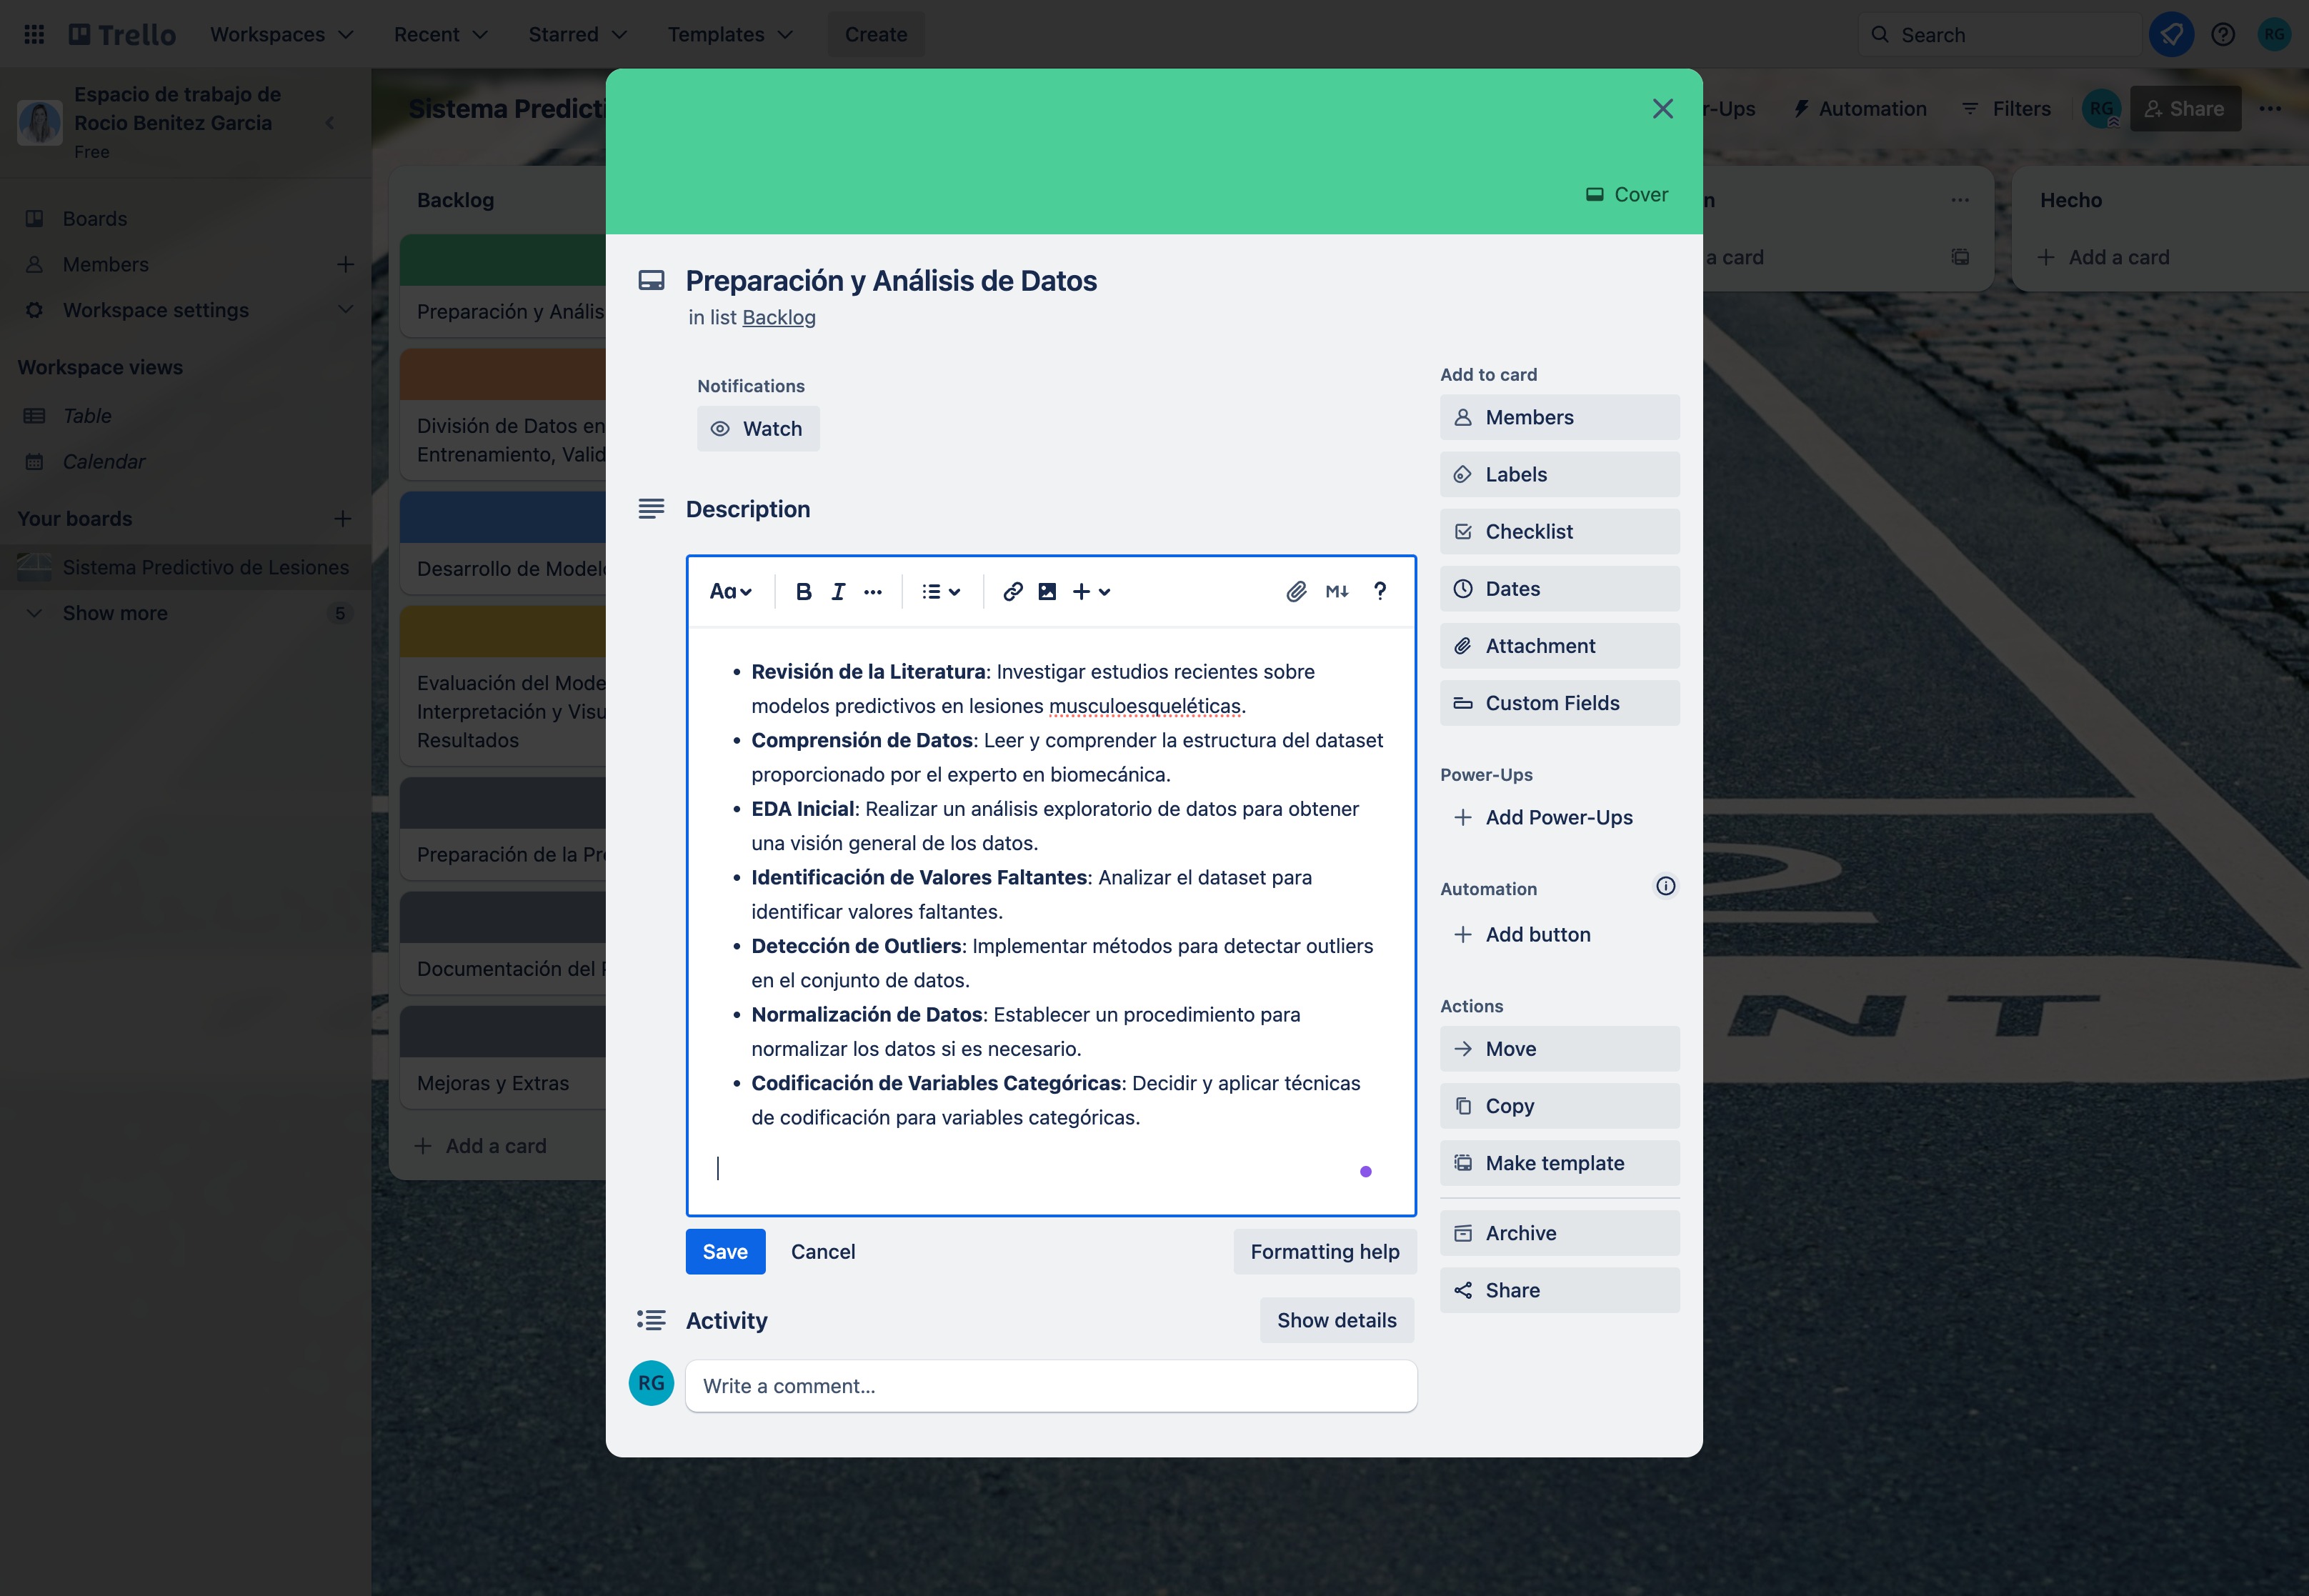 Trello
Workspaces
Recent
Starred
Templates
Create
Search
RG
Espacio de trabajo de
Rocio Benitez Garcia
Free
Boards
Members
Workspace settings
Workspace views
Table
Calendar
Your boards
Sistema Predictivo de Lesiones
Show more
5
Sistema Predicti
r-Ups
Automation
Filters
RG
Share
Backlog
Preparación y Anális
División de Datos en
Entrenamiento, Valid
Desarrollo de Model
Evaluación del Mode
Interpretación y Visu
Resultados
Preparación de la Pr
Documentación del
Mejoras y Extras
Add a card
n
a card
Hecho
Add a card
Cover
Preparación y Análisis de Datos
in list Backlog
Notifications
Watch
Description
Aa
B I
M
?
• Revisión de la Literatura: Investigar estudios recientes sobre
modelos predictivos en lesiones musculoesqueléticas.
• Comprensión de Datos: Leer y comprender la estructura del dataset
proporcionado por el experto en biomecánica.
• EDA Inicial: Realizar un análisis exploratorio de datos para obtener
una visión general de los datos.
• Identificación de Valores Faltantes: Analizar el dataset para
identificar valores faltantes.
• Detección de Outliers: Implementar métodos para detectar outliers
en el conjunto de datos.
• Normalización de Datos: Establecer un procedimiento para
normalizar los datos si es necesario.
• Codificación de Variables Categóricas: Decidir y aplicar técnicas
de codificación para variables categóricas.
Save
Cancel
Formatting help
Activity
Show details
RG
Write a comment...
Add to card
Members
Labels
Checklist
Dates
Attachment
Custom Fields
Power-Ups
Add Power-Ups
Automation
Add button
Actions
Move
Copy
Make template
Archive
Share
NT